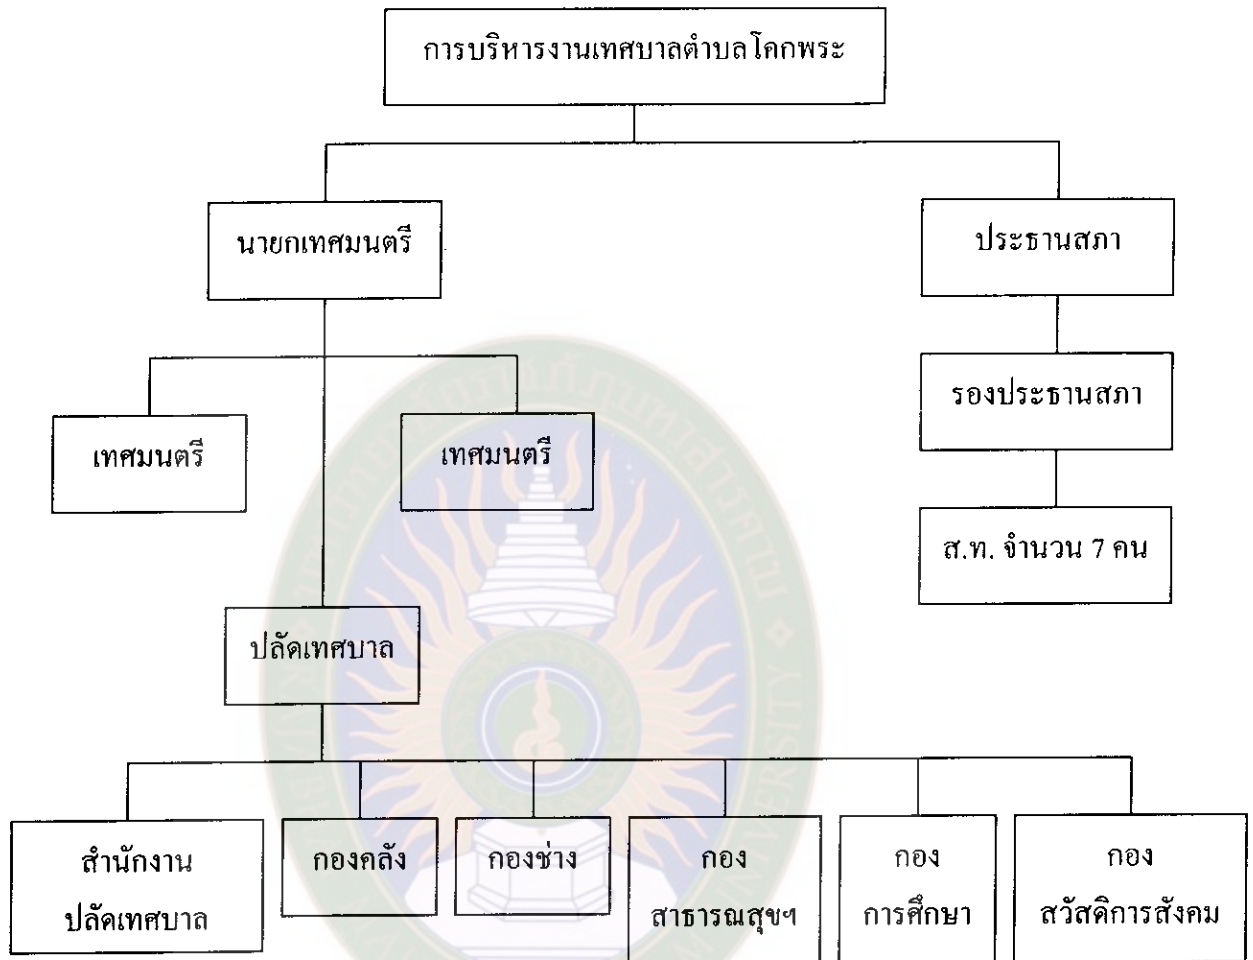 การบริหารงานเทศบาลตำบลโคกพระ
นายกเทศมนตรี
ประธานสภา
รองประธานสภา
เทศมนตรี
เทศมนตรี
ส.ท. จำนวน 7 คน
ปลัดเทศบาล
สำนักงาน
ปลัดเทศบาล
กองคลัง
กองช่าง
กอง
สาธารณสุขฯ
กอง
การศึกษา
กอง
สวัสดิการสังคม